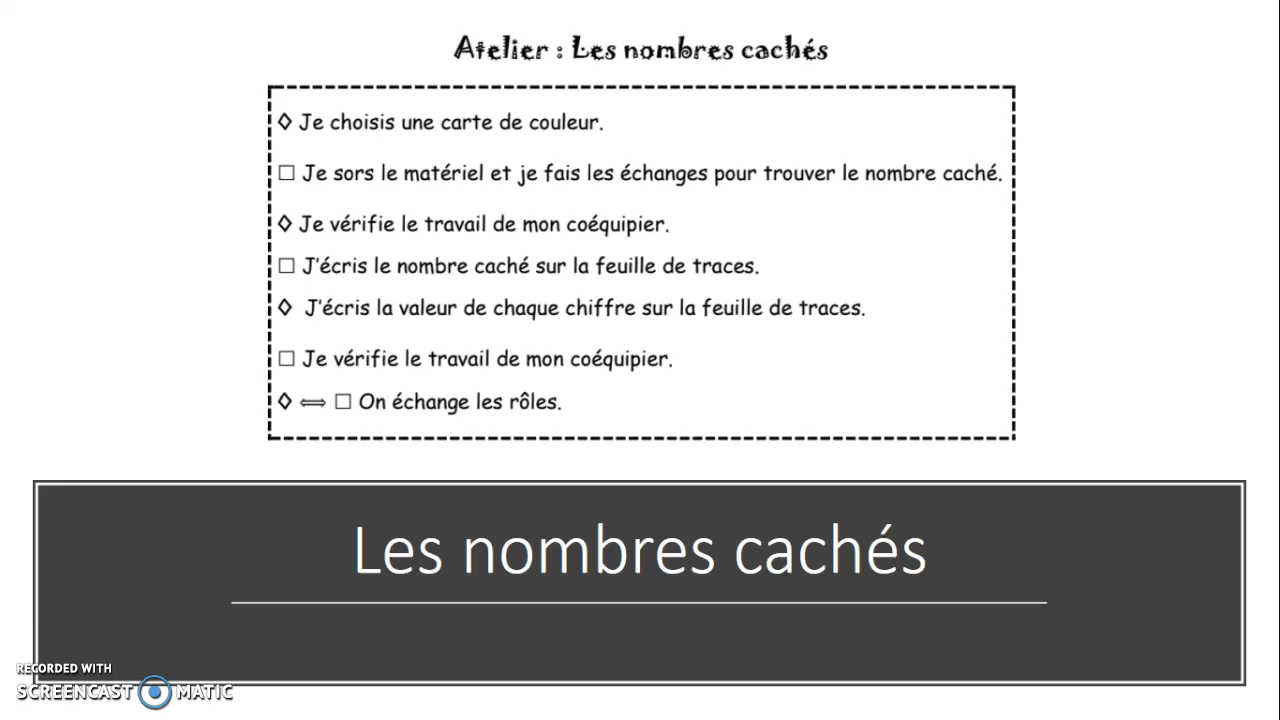 Atelier : Les nombres cachés
◊ Je choisis une carte de couleur.
□ Je sors le matériel et je fais les échanges pour trouver le nombre caché.
◊ Je vérifie le travail de mon coéquipier.
□ J'écris le nombre caché sur la feuille de traces.
◊ J'écris la valeur de chaque chiffre sur la feuille de traces.
□ Je vérifie le travail de mon coéquipier.
◊ ⟺ □ On échange les rôles.
Les nombres cachés
RECORDED WITH
SCREENCAST MATIC